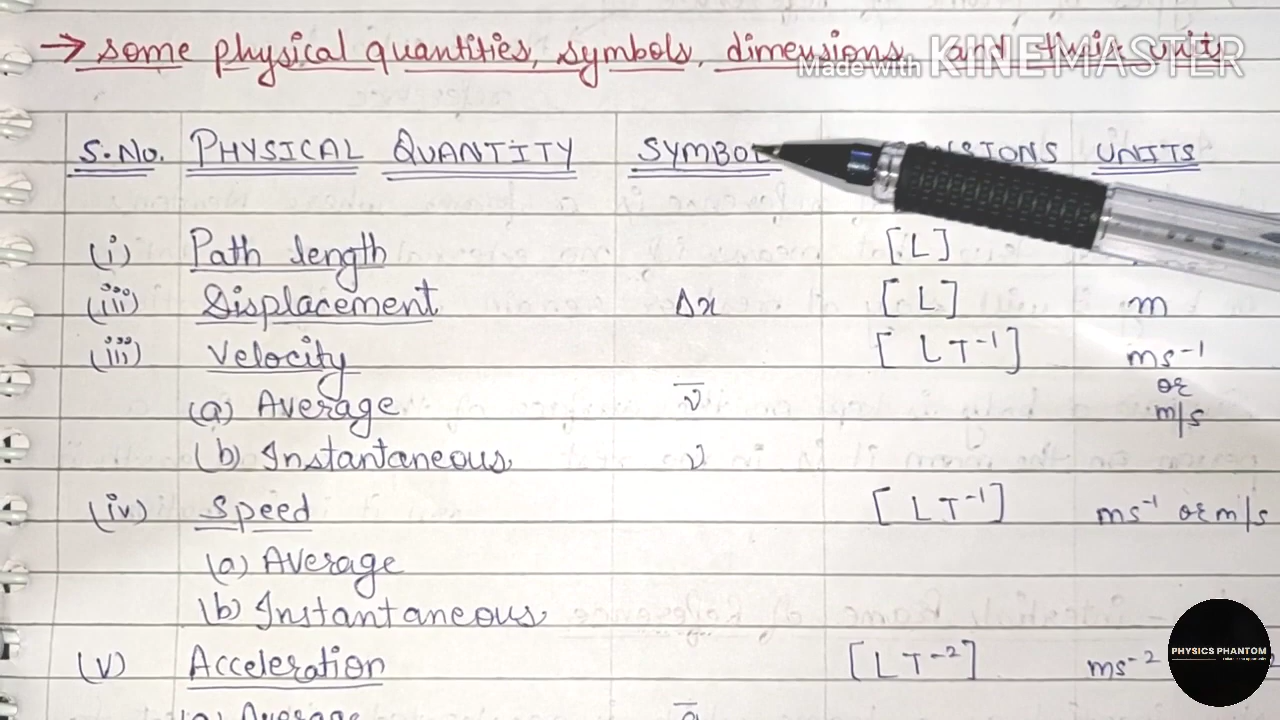 → some physical quantities, symbols, dimensions and their units
Made with KINEMASTER
S.No. PHYSICAL QUANTITY SYMBOL UNITS
(i) Path length [L]
(iii) Displacement Δx [L] m
(iii) Velocity [LT⁻¹] ms⁻¹
or
(a) Average v̅ m/s
(b) Instantaneous v
(iv) Speed [LT⁻¹] ms⁻¹ or m/s
(a) Average
(b) Instantaneous
(v) Acceleration [LT⁻²] ms⁻²
(a) Average a̅
PHYSICS PHANTOM